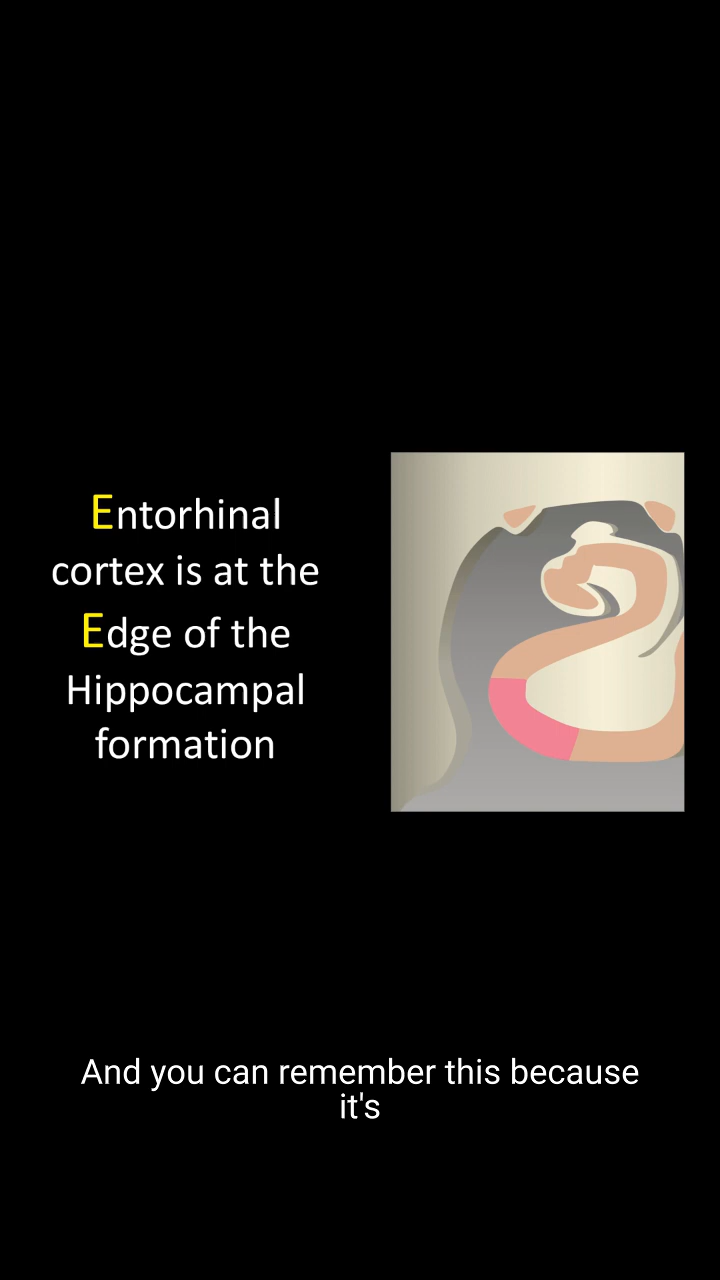 Entorhinal
cortex is at the
Edge of the
Hippocampal
formation
And you can remember this because
it's